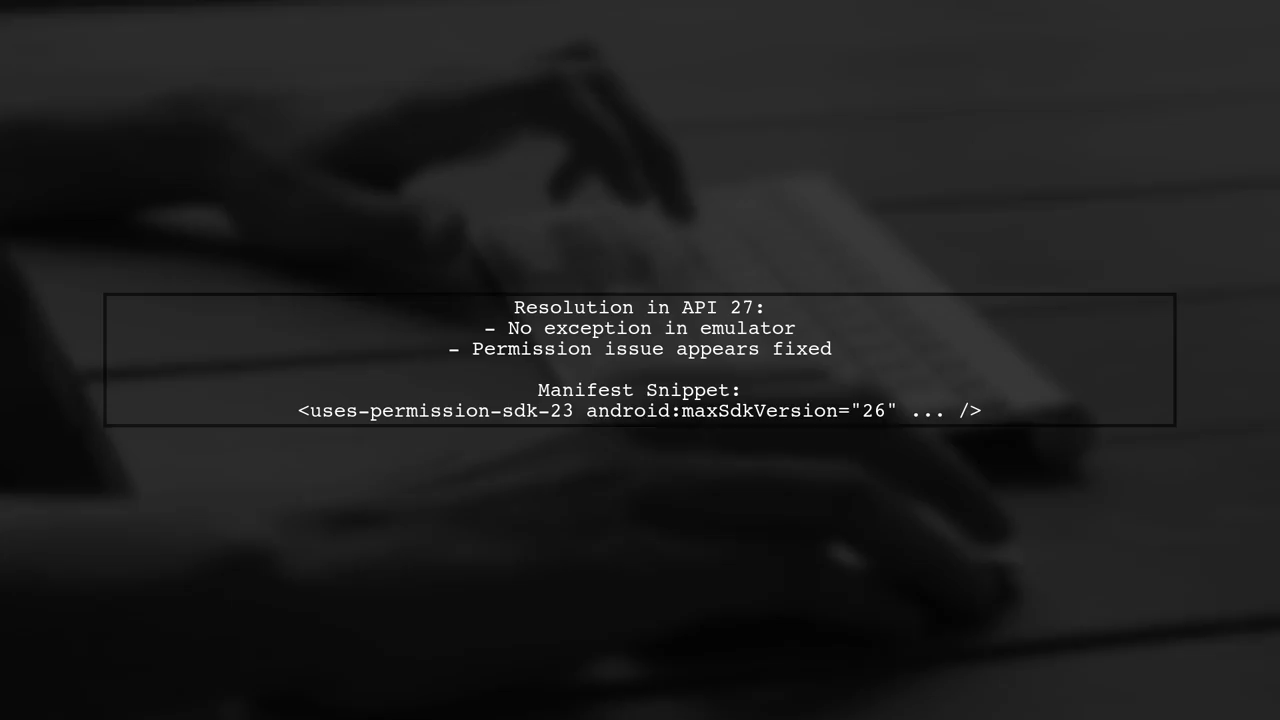 Resolution in API 27:
- No exception in emulator
- Permission issue appears fixed
Manifest Snippet:
<uses-permission-sdk-23 android:maxSdkVersion="26" ... />